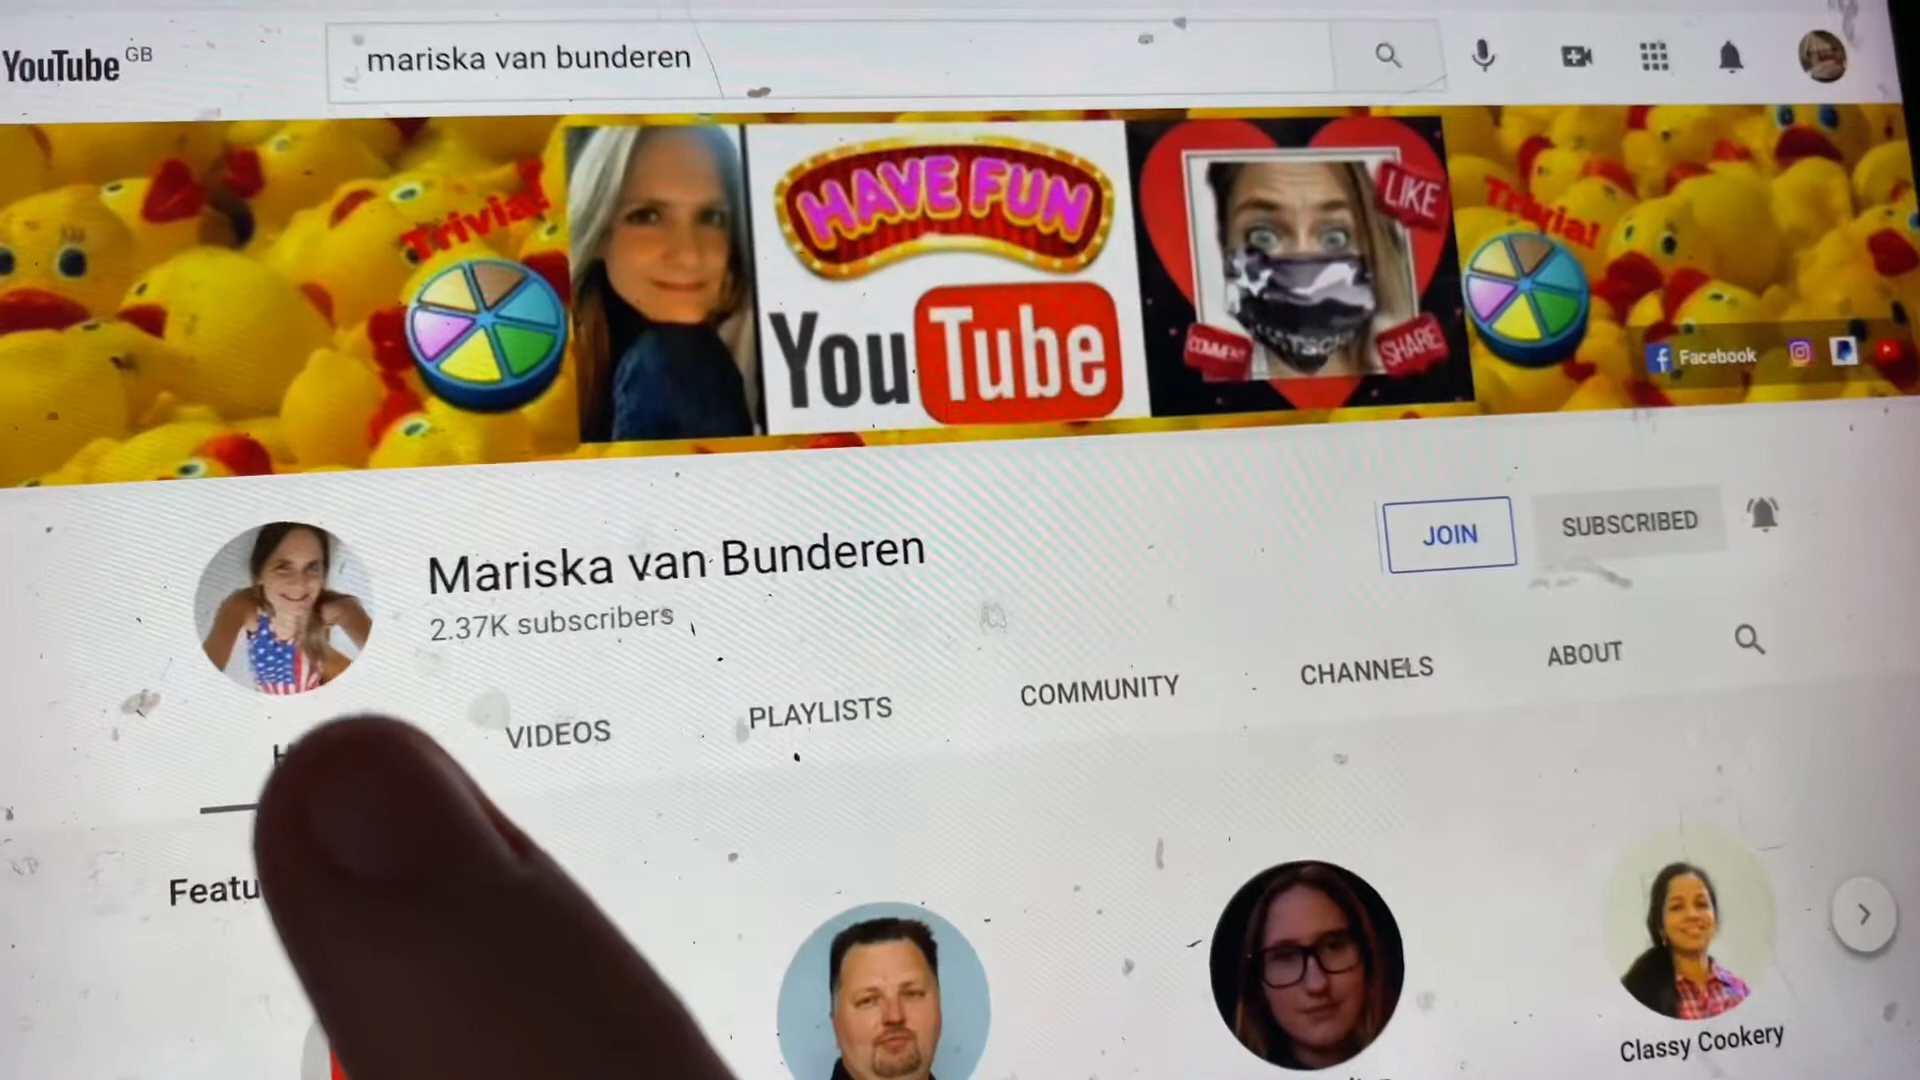 YouTube GB
mariska van bunderen
Trivia!
HAVE FUN
YouTube
LIKE
COMMENT
SHARE
Trivia!
Facebook
Mariska van Bunderen
2.37K subscribers
JOIN
SUBSCRIBED
VIDEOS
PLAYLISTS
COMMUNITY
CHANNELS
ABOUT
Featu
Classy Cookery